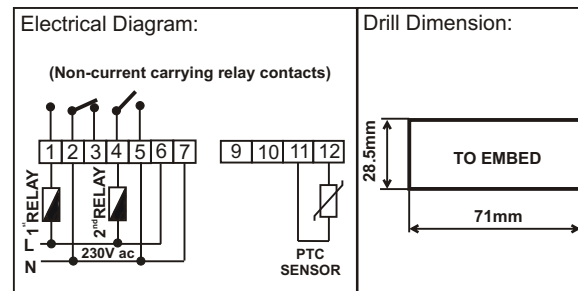 Electrical Diagram:
(Non-current carrying relay contacts)
1 2 3 4 5 6 7
9 10 11 12
1st RELAY
2nd RELAY
L
230V ac
N
PTC
SENSOR
Drill Dimension:
28.5mm
TO EMBED
71mm